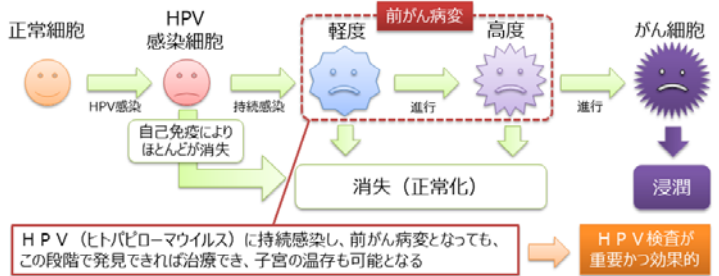 前がん病変
正常細胞
HPV
感染細胞
軽度
高度
がん細胞
HPV感染
持続感染
進行
進行
自己免疫により
ほとんどが消失
消失（正常化）
浸潤
ＨＰＶ（ヒトパピローマウイルス）に持続感染し、前がん病変となっても、
この段階で発見できれば治療でき、子宮の温存も可能となる
ＨＰＶ検査が
重要かつ効果的